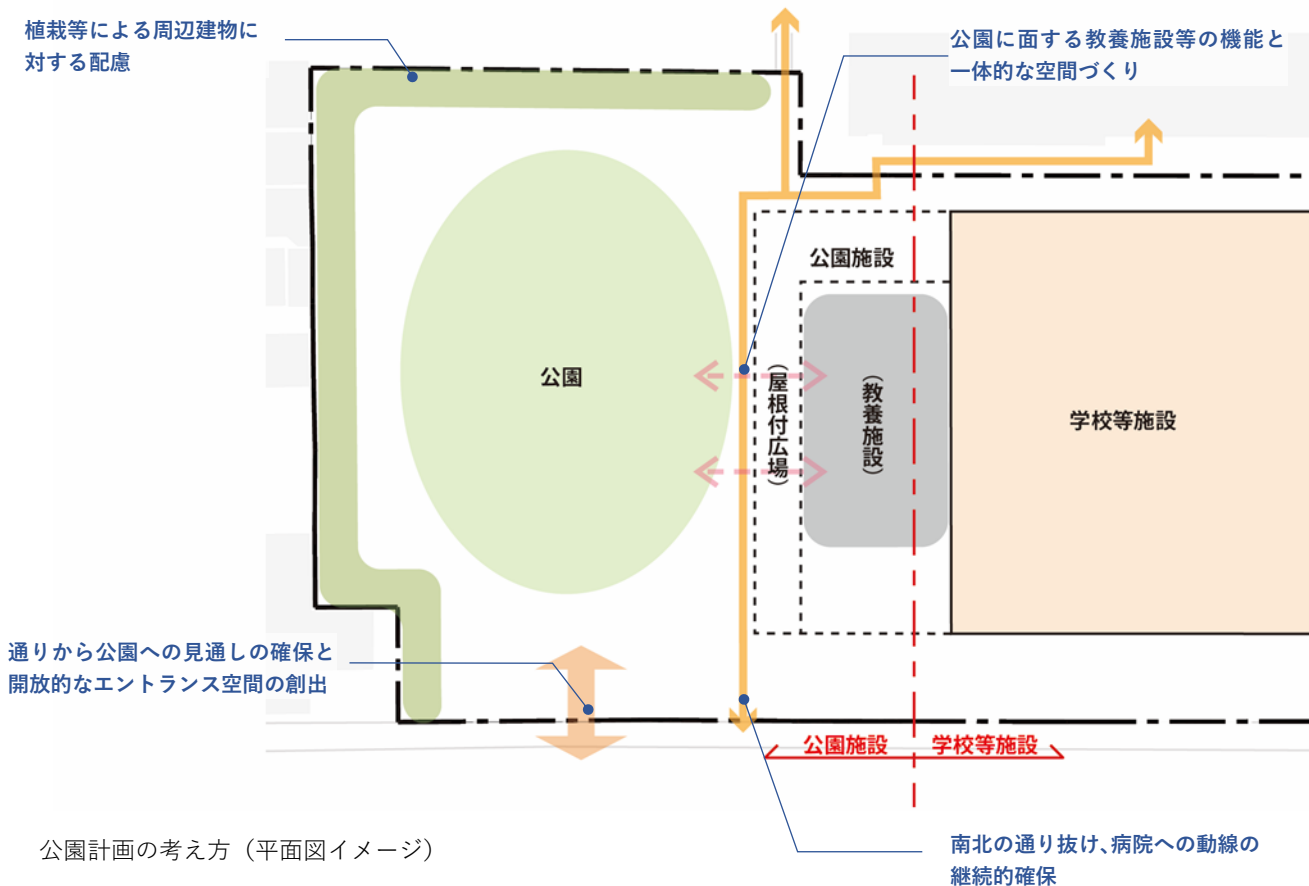 植栽等による周辺建物に
対する配慮
公園に面する教養施設等の機能と
一体的な空間づくり
公園施設
公園
(屋根付広場)
(教養施設)
学校等施設
通りから公園への見通しの確保と
開放的なエントランス空間の創出
公園施設
学校等施設
公園計画の考え方（平面図イメージ）
南北の通り抜け、病院への動線の
継続的確保